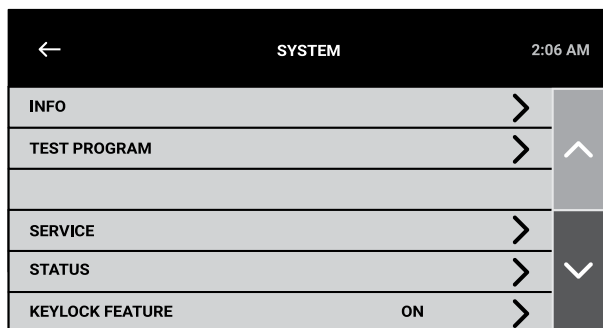 SYSTEM 2:06 AM
INFO
TEST PROGRAM
SERVICE
STATUS
KEYLOCK FEATURE ON